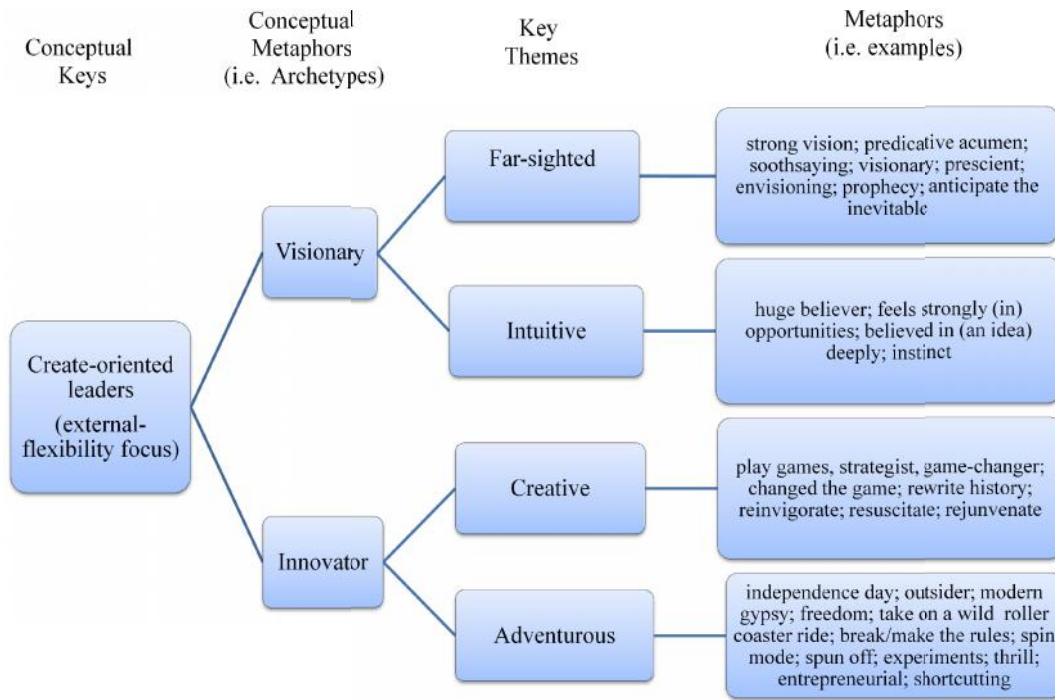 Conceptual
Keys
Conceptual
Metaphors
(i.e. Archetypes)
Key
Themes
Metaphors
(i.e. examples)
Create-oriented
leaders
(external-
flexibility focus)
Visionary
Innovator
Far-sighted
strong vision; predicative acumen;
soothsaying; visionary; prescient;
envisioning; prophecy; anticipate the
inevitable
Intuitive
huge believer; feels strongly (in)
opportunities; believed in (an idea)
deeply; instinct
Creative
play games, strategist, game-changer;
changed the game; rewrite history;
reinvigorate; resuscitate; rejunvenate
Adventurous
independence day; outsider; modern
gypsy; freedom; take on a wild roller
coaster ride; break/make the rules; spin
mode; spun off; experiments; thrill;
entrepreneurial; shortcutting